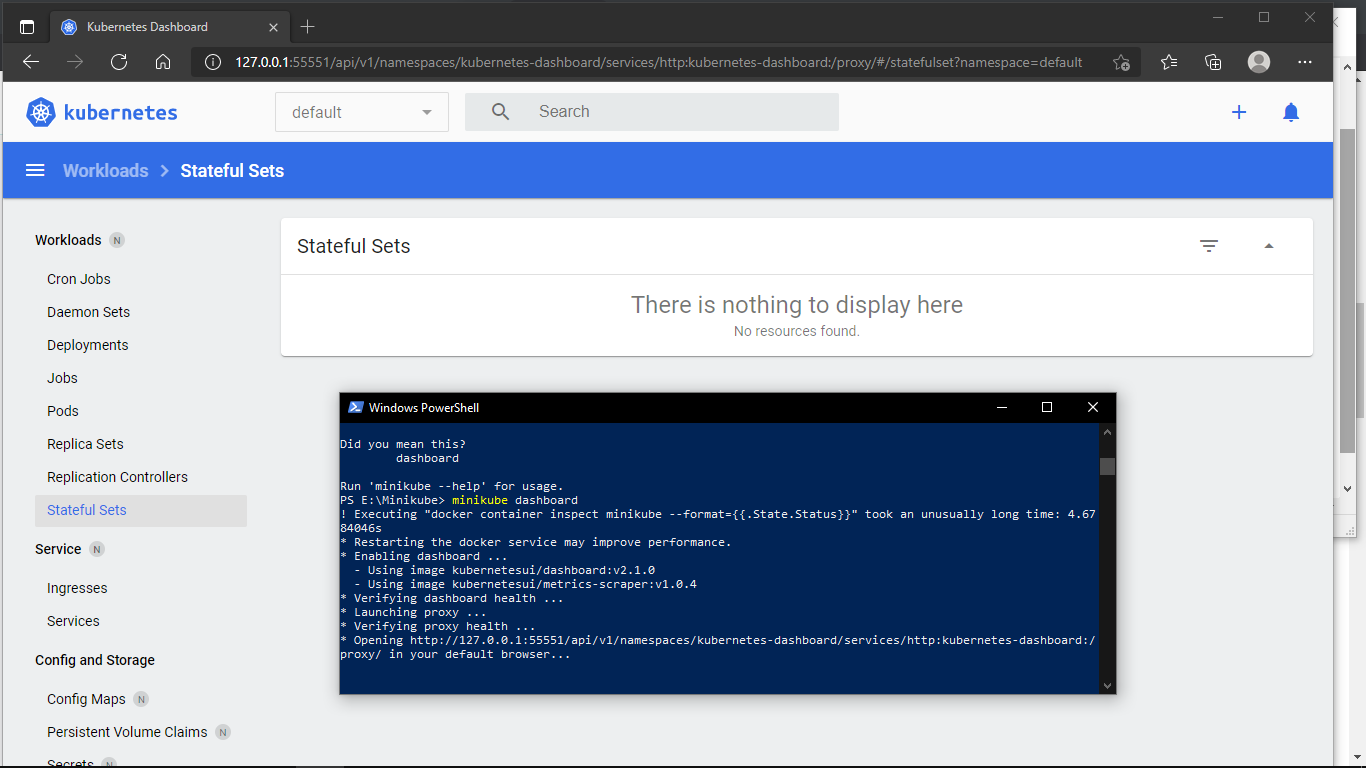 Kubernetes Dashboard
127.0.0.1:55551/api/v1/namespaces/kubernetes-dashboard/services/http:kubernetes-dashboard:/proxy/#/statefulset?namespace=default
kubernetes
default
Search
Workloads
Stateful Sets
Workloads N
Cron Jobs
Daemon Sets
Deployments
Jobs
Pods
Replica Sets
Replication Controllers
Stateful Sets
Service N
Ingresses
Services
Config and Storage
Config Maps N
Persistent Volume Claims N
Secrets N
Stateful Sets
There is nothing to display here
No resources found.
Windows PowerShell
Did you mean this?
dashboard
Run 'minikube --help' for usage.
PS E:\Minikube> minikube dashboard
! Executing "docker container inspect minikube --format={{.State.Status}}" took an unusually long time: 4.67
84046s
* Restarting the docker service may improve performance.
* Enabling dashboard ...
- Using image kubernetesui/dashboard:v2.1.0
- Using image kubernetesui/metrics-scraper:v1.0.4
* Verifying dashboard health ...
* Launching proxy ...
* Verifying proxy health ...
* Opening http://127.0.0.1:55551/api/v1/namespaces/kubernetes-dashboard/services/http:kubernetes-dashboard:/
proxy/ in your default browser...